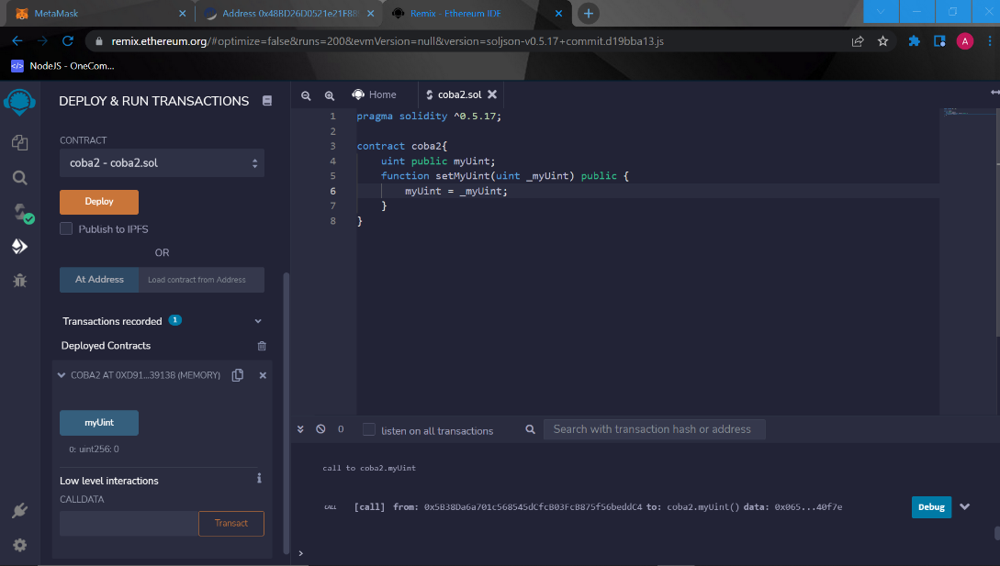 MetaMask
Address 0x48BD26D0521e21F88
Remix - Ethereum IDE
remix.ethereum.org/#optimize=false&runs=200&evmVersion=null&version=soljson-v0.5.17+commit.d19bba13.js
A
NodeJS - OneCom...
DEPLOY & RUN TRANSACTIONS
Home
coba2.sol
CONTRACT
coba2 - coba2.sol
Deploy
Publish to IPFS
OR
At Address
Load contract from Address
Transactions recorded 1
Deployed Contracts
COBA2 AT 0XD91...39138 (MEMORY)
myUint
0: uint256: 0
Low level interactions
CALLDATA
Transact
1 pragma solidity ^0.5.17;
2
3 contract coba2{
4 uint public myUint;
5 function setMyUint(uint _myUint) public {
6 myUint = _myUint;
7 }
8 }
0
listen on all transactions
Search with transaction hash or address
call to coba2.myUint
CALL [call] from: 0x5B38Da6a701c568545dCfcB03FcB875f56beddC4 to: coba2.myUint() data: 0x065...40f7e
Debug
>